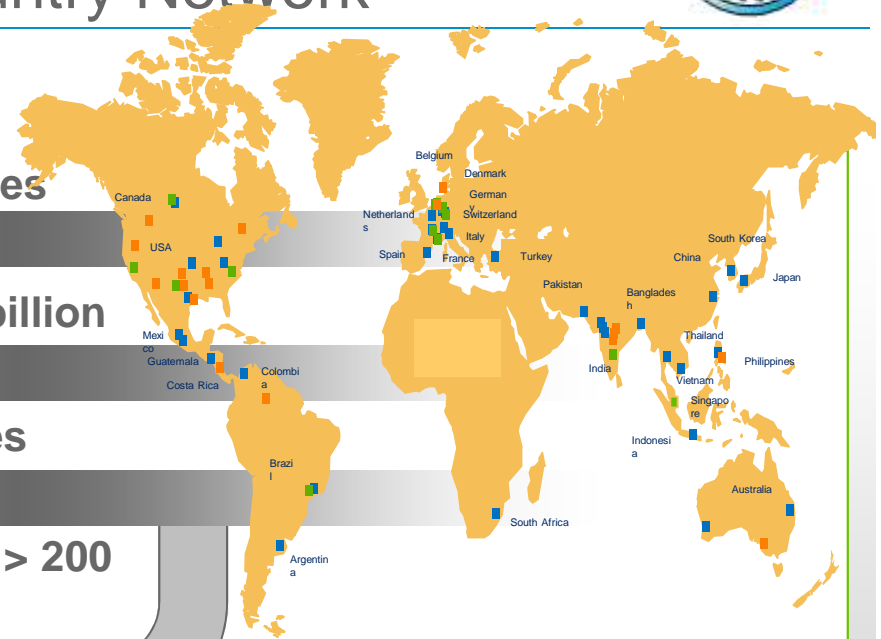 untry Network
Belgium
Denmark
es
German
y
Canada
Netherland
s
Switzerland
Italy
South Korea
USA
Spain
France
Turkey
China
Japan
Pakistan
Banglades
h
billion
Mexi
co
Thailand
Guatemala
Philippines
Colombi
a
India
Costa Rica
Vietnam
Singapo
re
es
Indonesi
a
Brazi
l
Australia
South Africa
> 200
Argentin
a